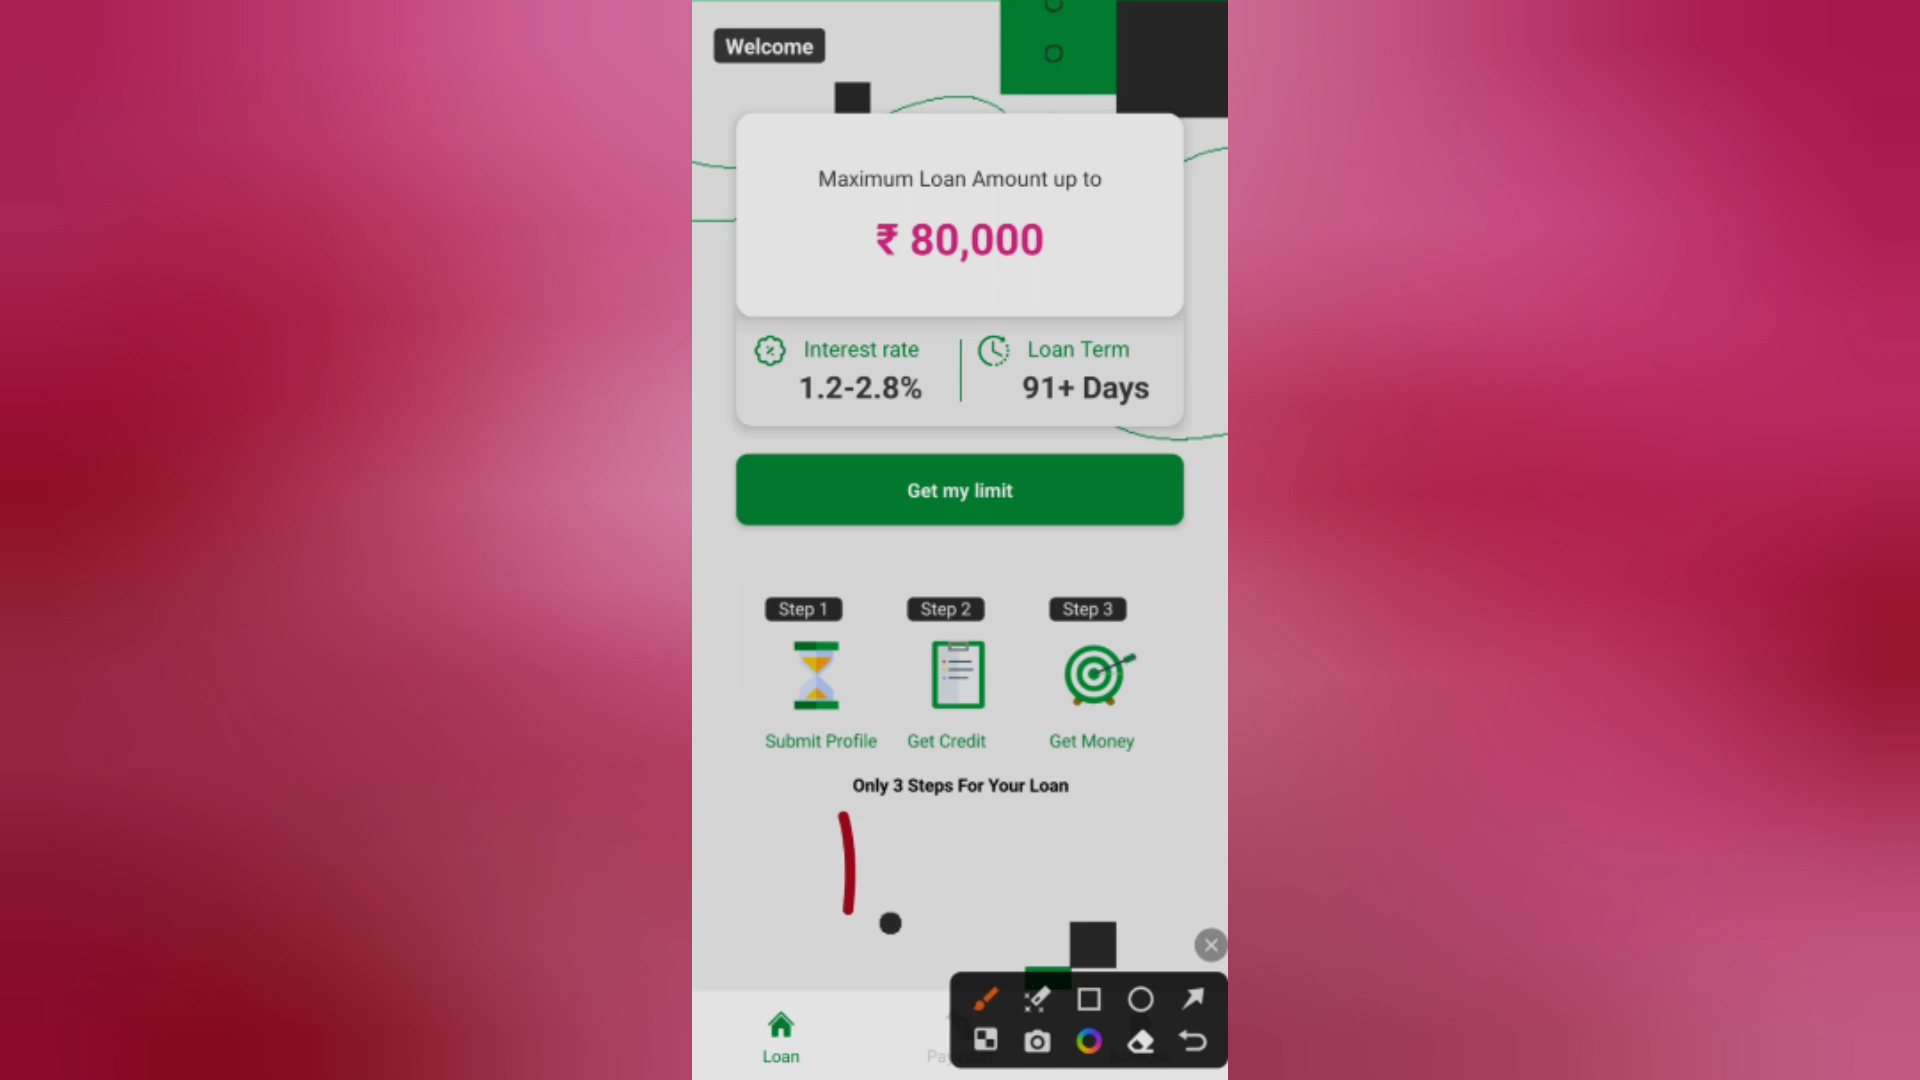 Welcome
Maximum Loan Amount up to
₹ 80,000
Interest rate
1.2-2.8%
Loan Term
91+ Days
Get my limit
Step 1
Step 2
Step 3
Submit Profile
Get Credit
Get Money
Only 3 Steps For Your Loan
Loan